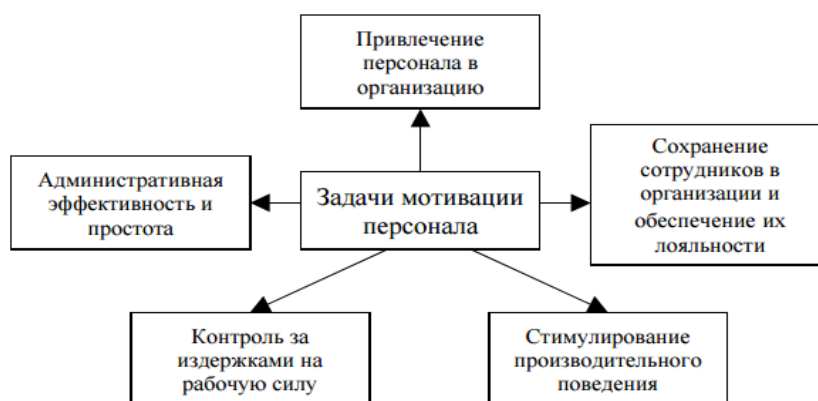 Привлечение
персонала в
организацию
Административная
эффективность и
простота
Задачи мотивации
персонала
Сохранение
сотрудников в
организации и
обеспечение их
лояльности
Контроль за
издержками на
рабочую силу
Стимулирование
производительного
поведения